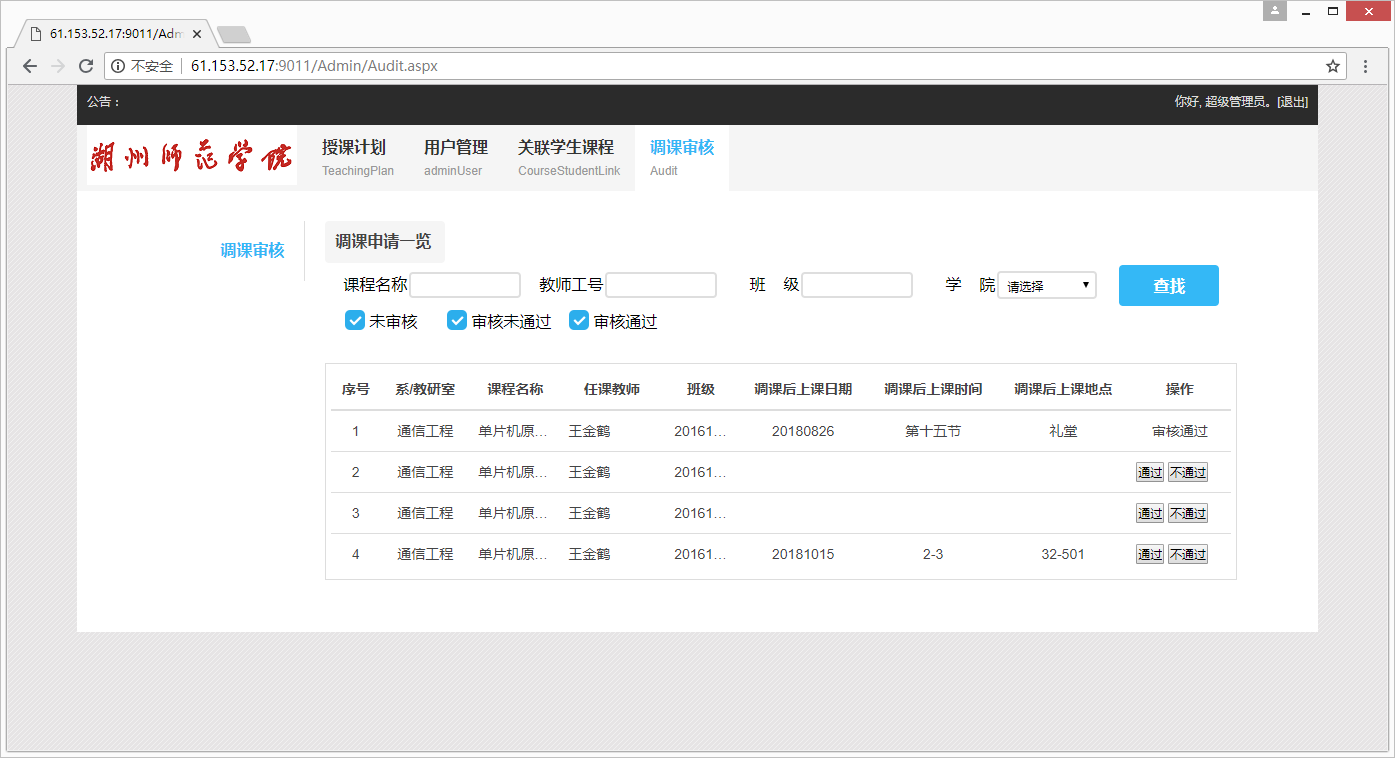 61.153.52.17:9011/Adm
不安全 61.153.52.17:9011/Admin/Audit.aspx
公告：
你好, 超级管理员。[退出]
湖州师范学院
授课计划 用户管理 关联学生课程 调课审核
TeachingPlan adminUser CourseStudentLink Audit
调课审核
调课申请一览
课程名称 教师工号 班 级 学 院 请选择 查找
未审核 审核未通过 审核通过
序号 系/教研室 课程名称 任课教师 班级 调课后上课日期 调课后上课时间 调课后上课地点 操作
1 通信工程 单片机原… 王金鹤 20161… 20180826 第十五节 礼堂 审核通过
2 通信工程 单片机原… 王金鹤 20161… 通过 不通过
3 通信工程 单片机原… 王金鹤 20161… 通过 不通过
4 通信工程 单片机原… 王金鹤 20161… 20181015 2-3 32-501 通过 不通过